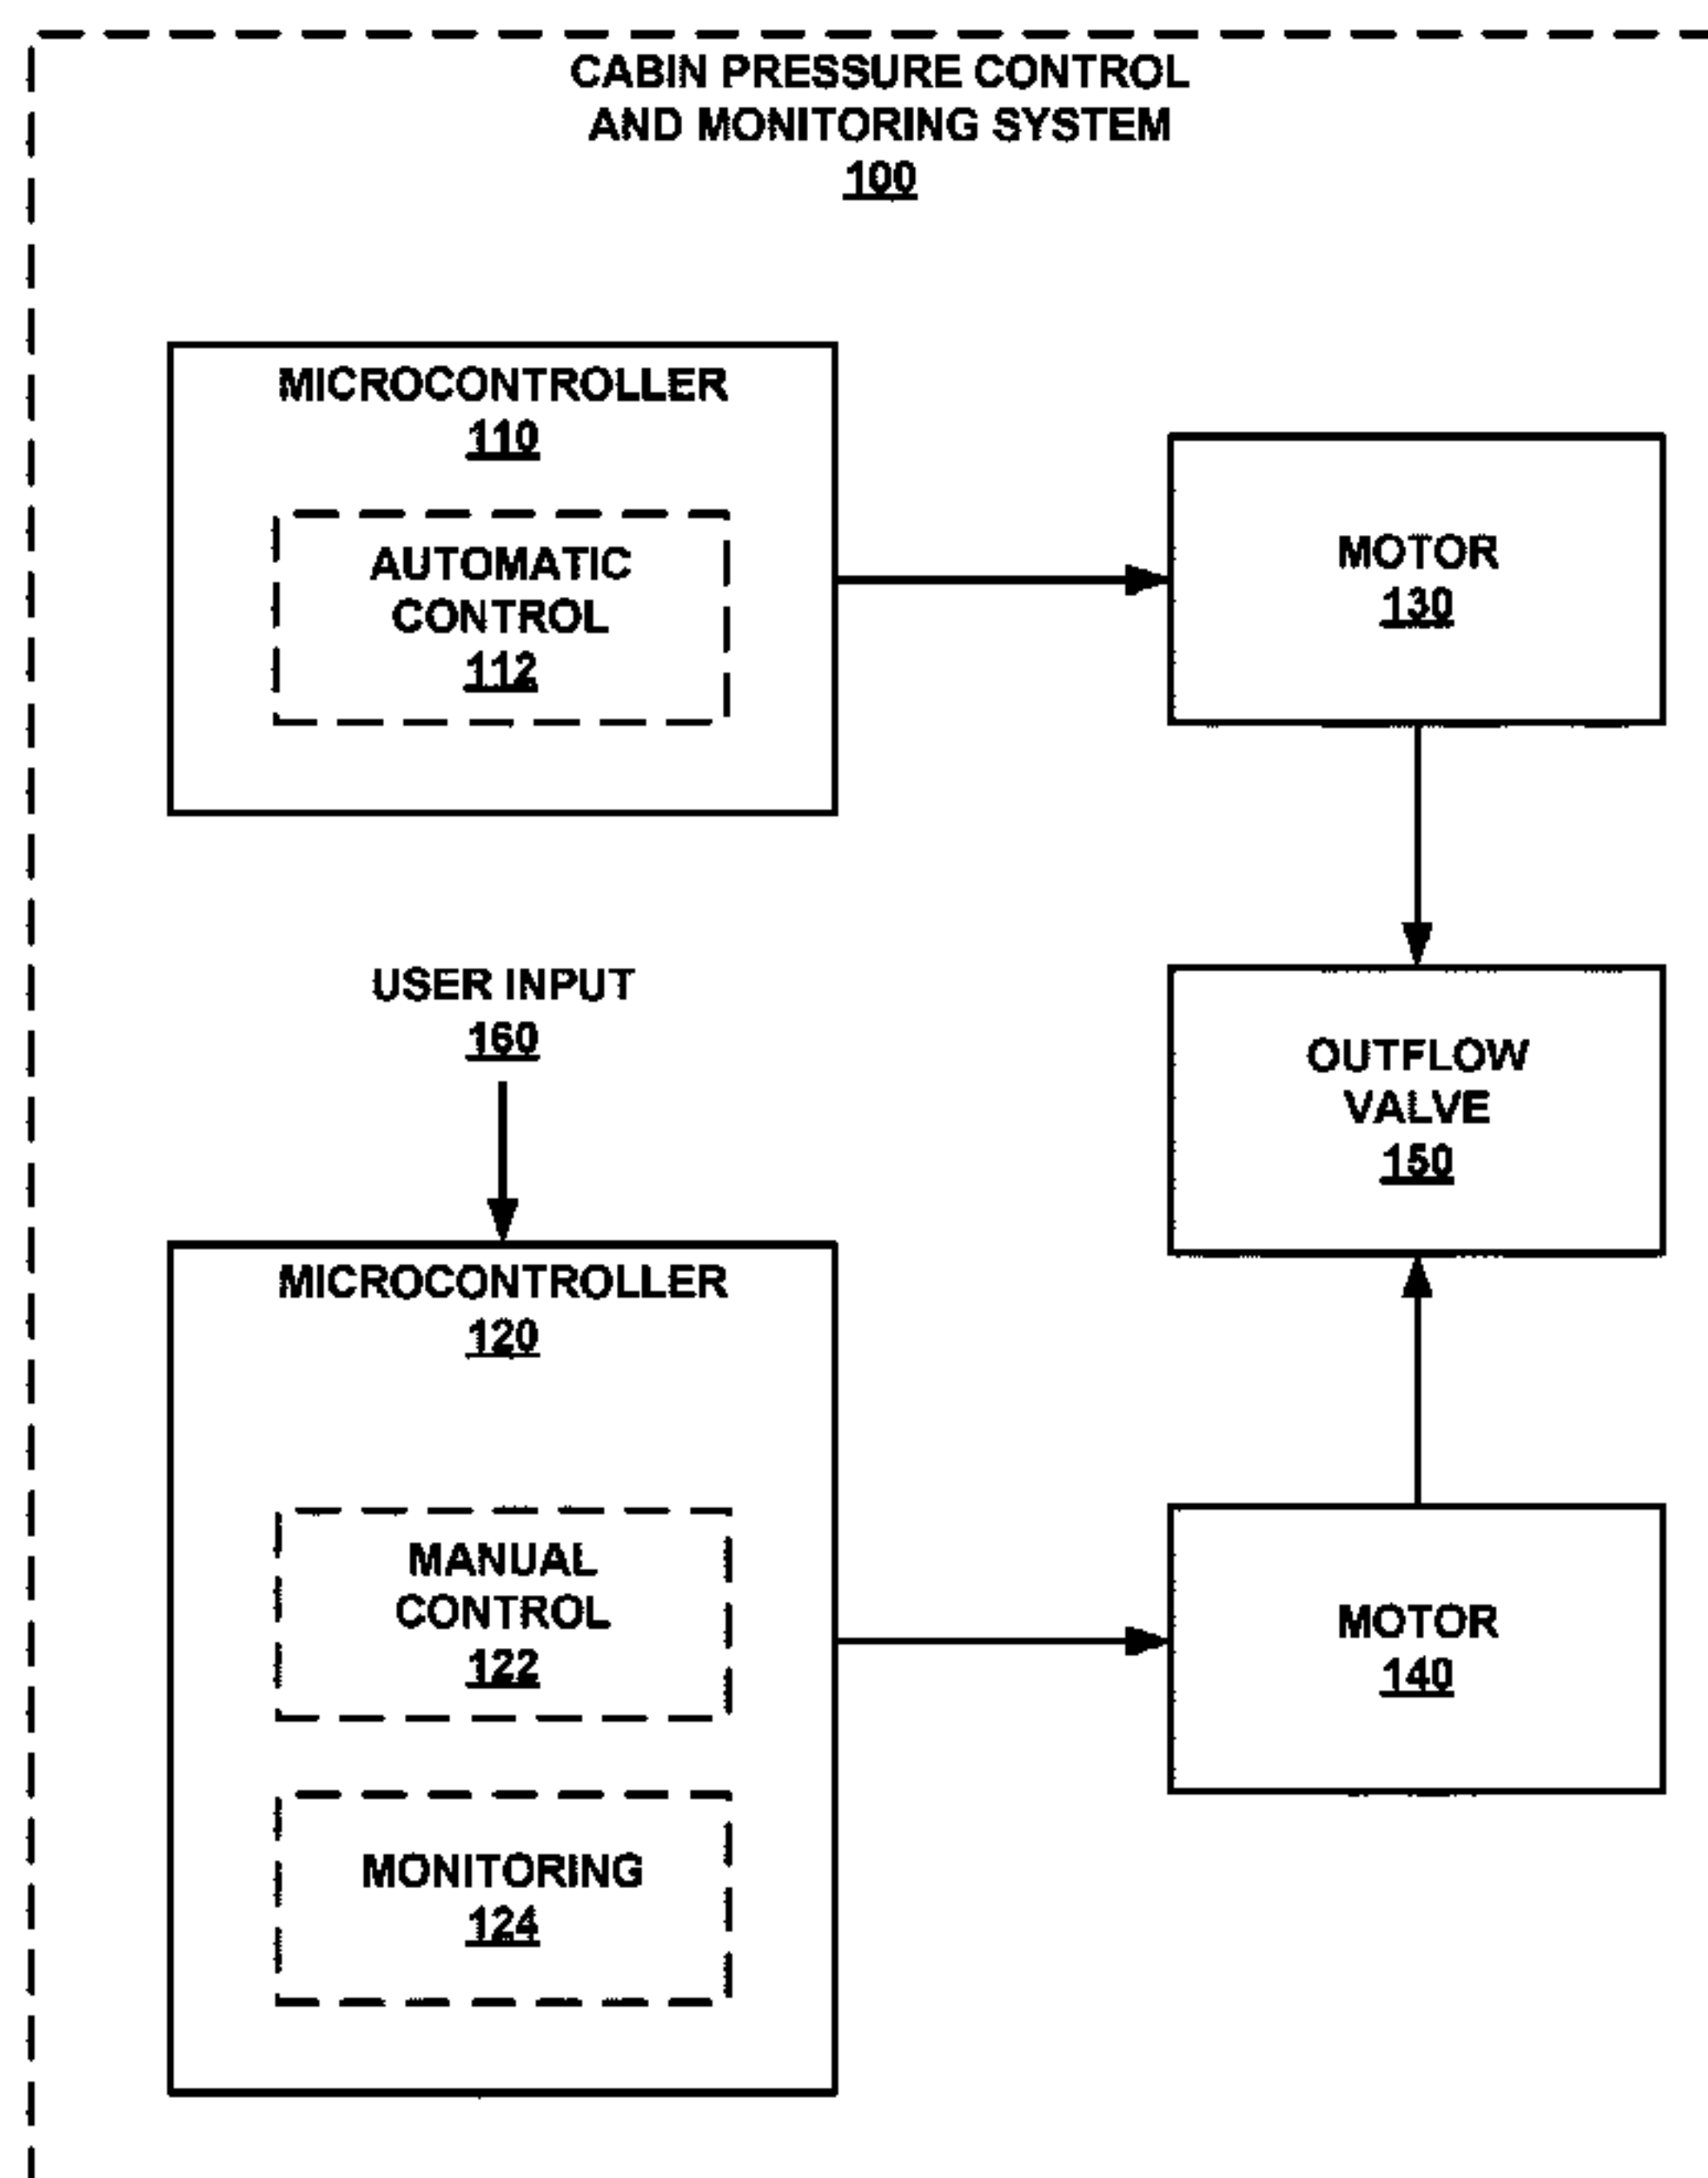 CABIN PRESSURE CONTROL
AND MONITORING SYSTEM
100
MICROCONTROLLER
110
AUTOMATIC
CONTROL
112
MOTOR
130
USER INPUT
160
OUTFLOW
VALVE
150
MICROCONTROLLER
120
MANUAL
CONTROL
122
MOTOR
140
MONITORING
124